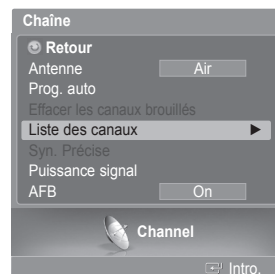 Chaîne
Retour
Antenne Air
Prog. auto
Effacer les canaux brouillés
Liste des canaux ►
Syn. Précise
Puissance signal
AFB On
Channel
Intro.